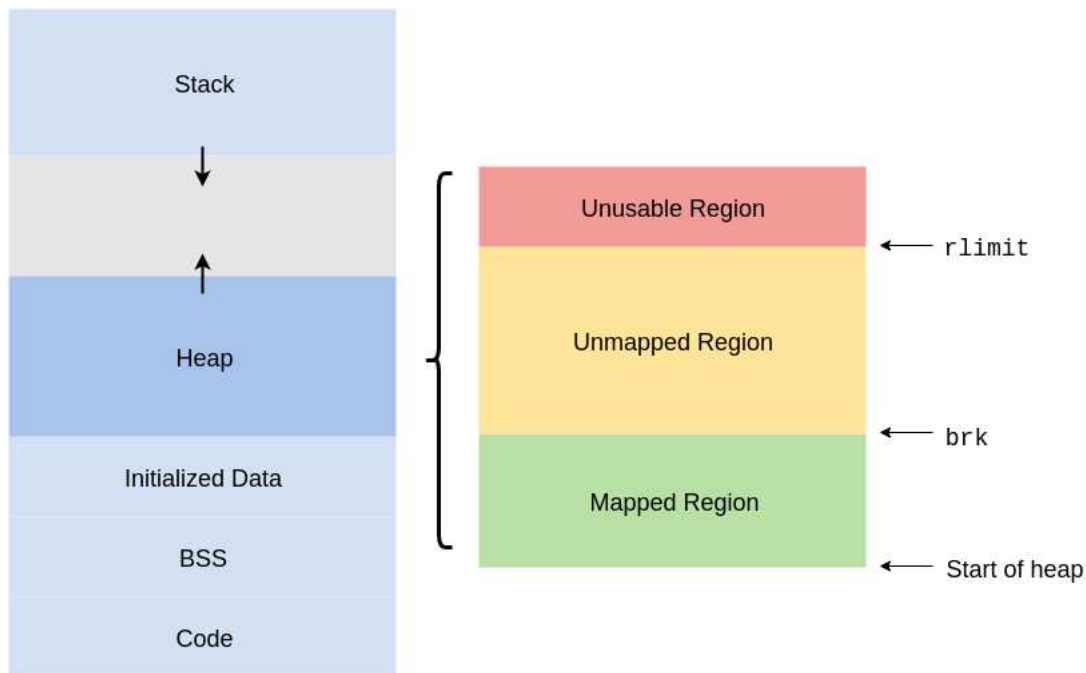 Stack
Heap
Initialized Data
BSS
Code
Unusable Region
rlimit
Unmapped Region
brk
Mapped Region
Start of heap